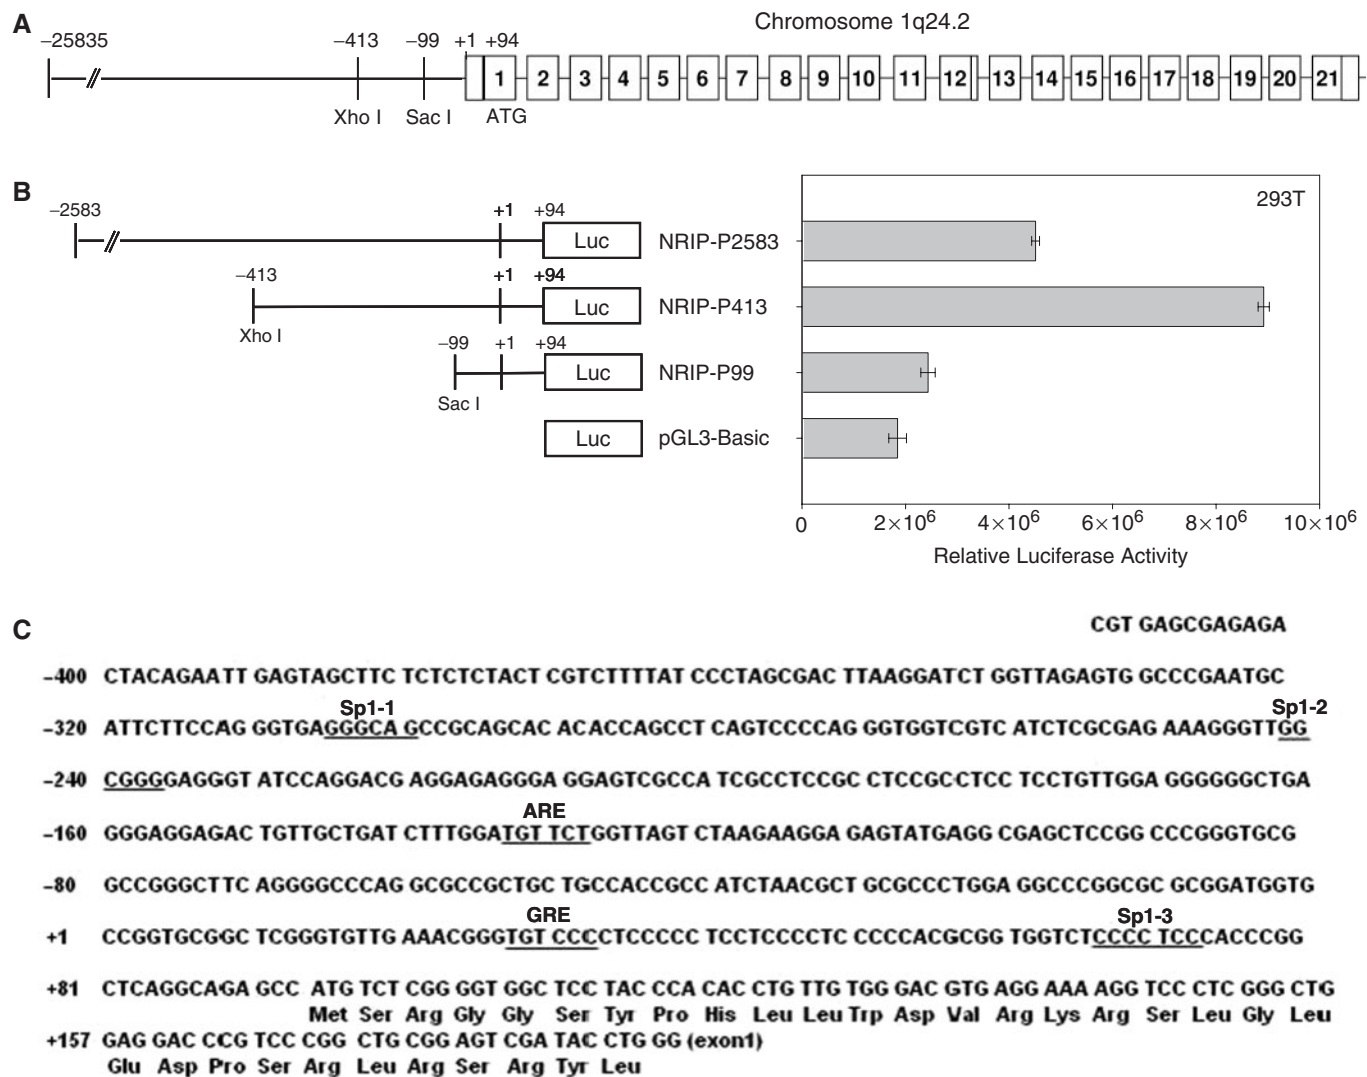 A
Chromosome 1q24.2
−25835 −413 −99 +1 +94
1 2 3 4 5 6 7 8 9 10 11 12 13 14 15 16 17 18 19 20 21
Xho I Sac I ATG
B
293T
−2583 +1 +94
Luc NRIP-P2583
−413 +1 +94
Luc NRIP-P413
Xho I
−99 +1 +94
Luc NRIP-P99
Sac I
Luc pGL3-Basic
0 2×10⁶ 4×10⁶ 6×10⁶ 8×10⁶ 10×10⁶
Relative Luciferase Activity
C
CGT GAGCGAGAGA
−400 CTACAGAATT GAGTAGCTTC TCTCTCTACT CGTCTTTTAT CCCTAGCGAC TTAAGGATCT GGTTAGAGTG GCCCGAATGC
Sp1-1 Sp1-2
−320 ATTCTTCCAG GGTGAGGGCA GCCGCAGCAC ACACCAGCCT CAGTCCCCAG GGTGGTCGTC ATCTCGCGAG AAAGGGTTGG
−240 CGGGGAGGGT ATCCAGGACG AGGAGAGGGA GGAGTCGCCA TCGCCTCCGC CTCCGCCTCC TCCTGTTGGA GGGGGGCTGA
ARE
−160 GGGAGGAGAC TGTTGCTGAT CTTTGGATGT TCTGGTTAGT CTAAGAAGGA GAGTATGAGG CGAGCTCCGG CCCGGGTGCG
−80 GCCGGGCTTC AGGGGCCCAG GCGCCGCTGC TGCCACCGCC ATCTAACGCT GCGCCCTGGA GGCCCGGCGC GCGGATGGTG
GRE Sp1-3
+1 CCGGTGCGGC TCGGGTGTTG AAACGGGTGT CCCCTCCCCC TCCTCCCCTC CCCCACGCGG TGGTCTCCCC TCCCACCCGG
+81 CTCAGGCAGA GCC ATG TCT CGG GGT GGC TCC TAC CCA CAC CTG TTG TGG GAC GTG AGG AAA AGG TCC CTC GGG CTG
Met Ser Arg Gly Gly Ser Tyr Pro His Leu Leu Trp Asp Val Arg Lys Arg Ser Leu Gly Leu
+157 GAG GAC CCG TCC CGG CTG CGG AGT CGA TAC CTG GG (exon1)
Glu Asp Pro Ser Arg Leu Arg Ser Arg Tyr Leu